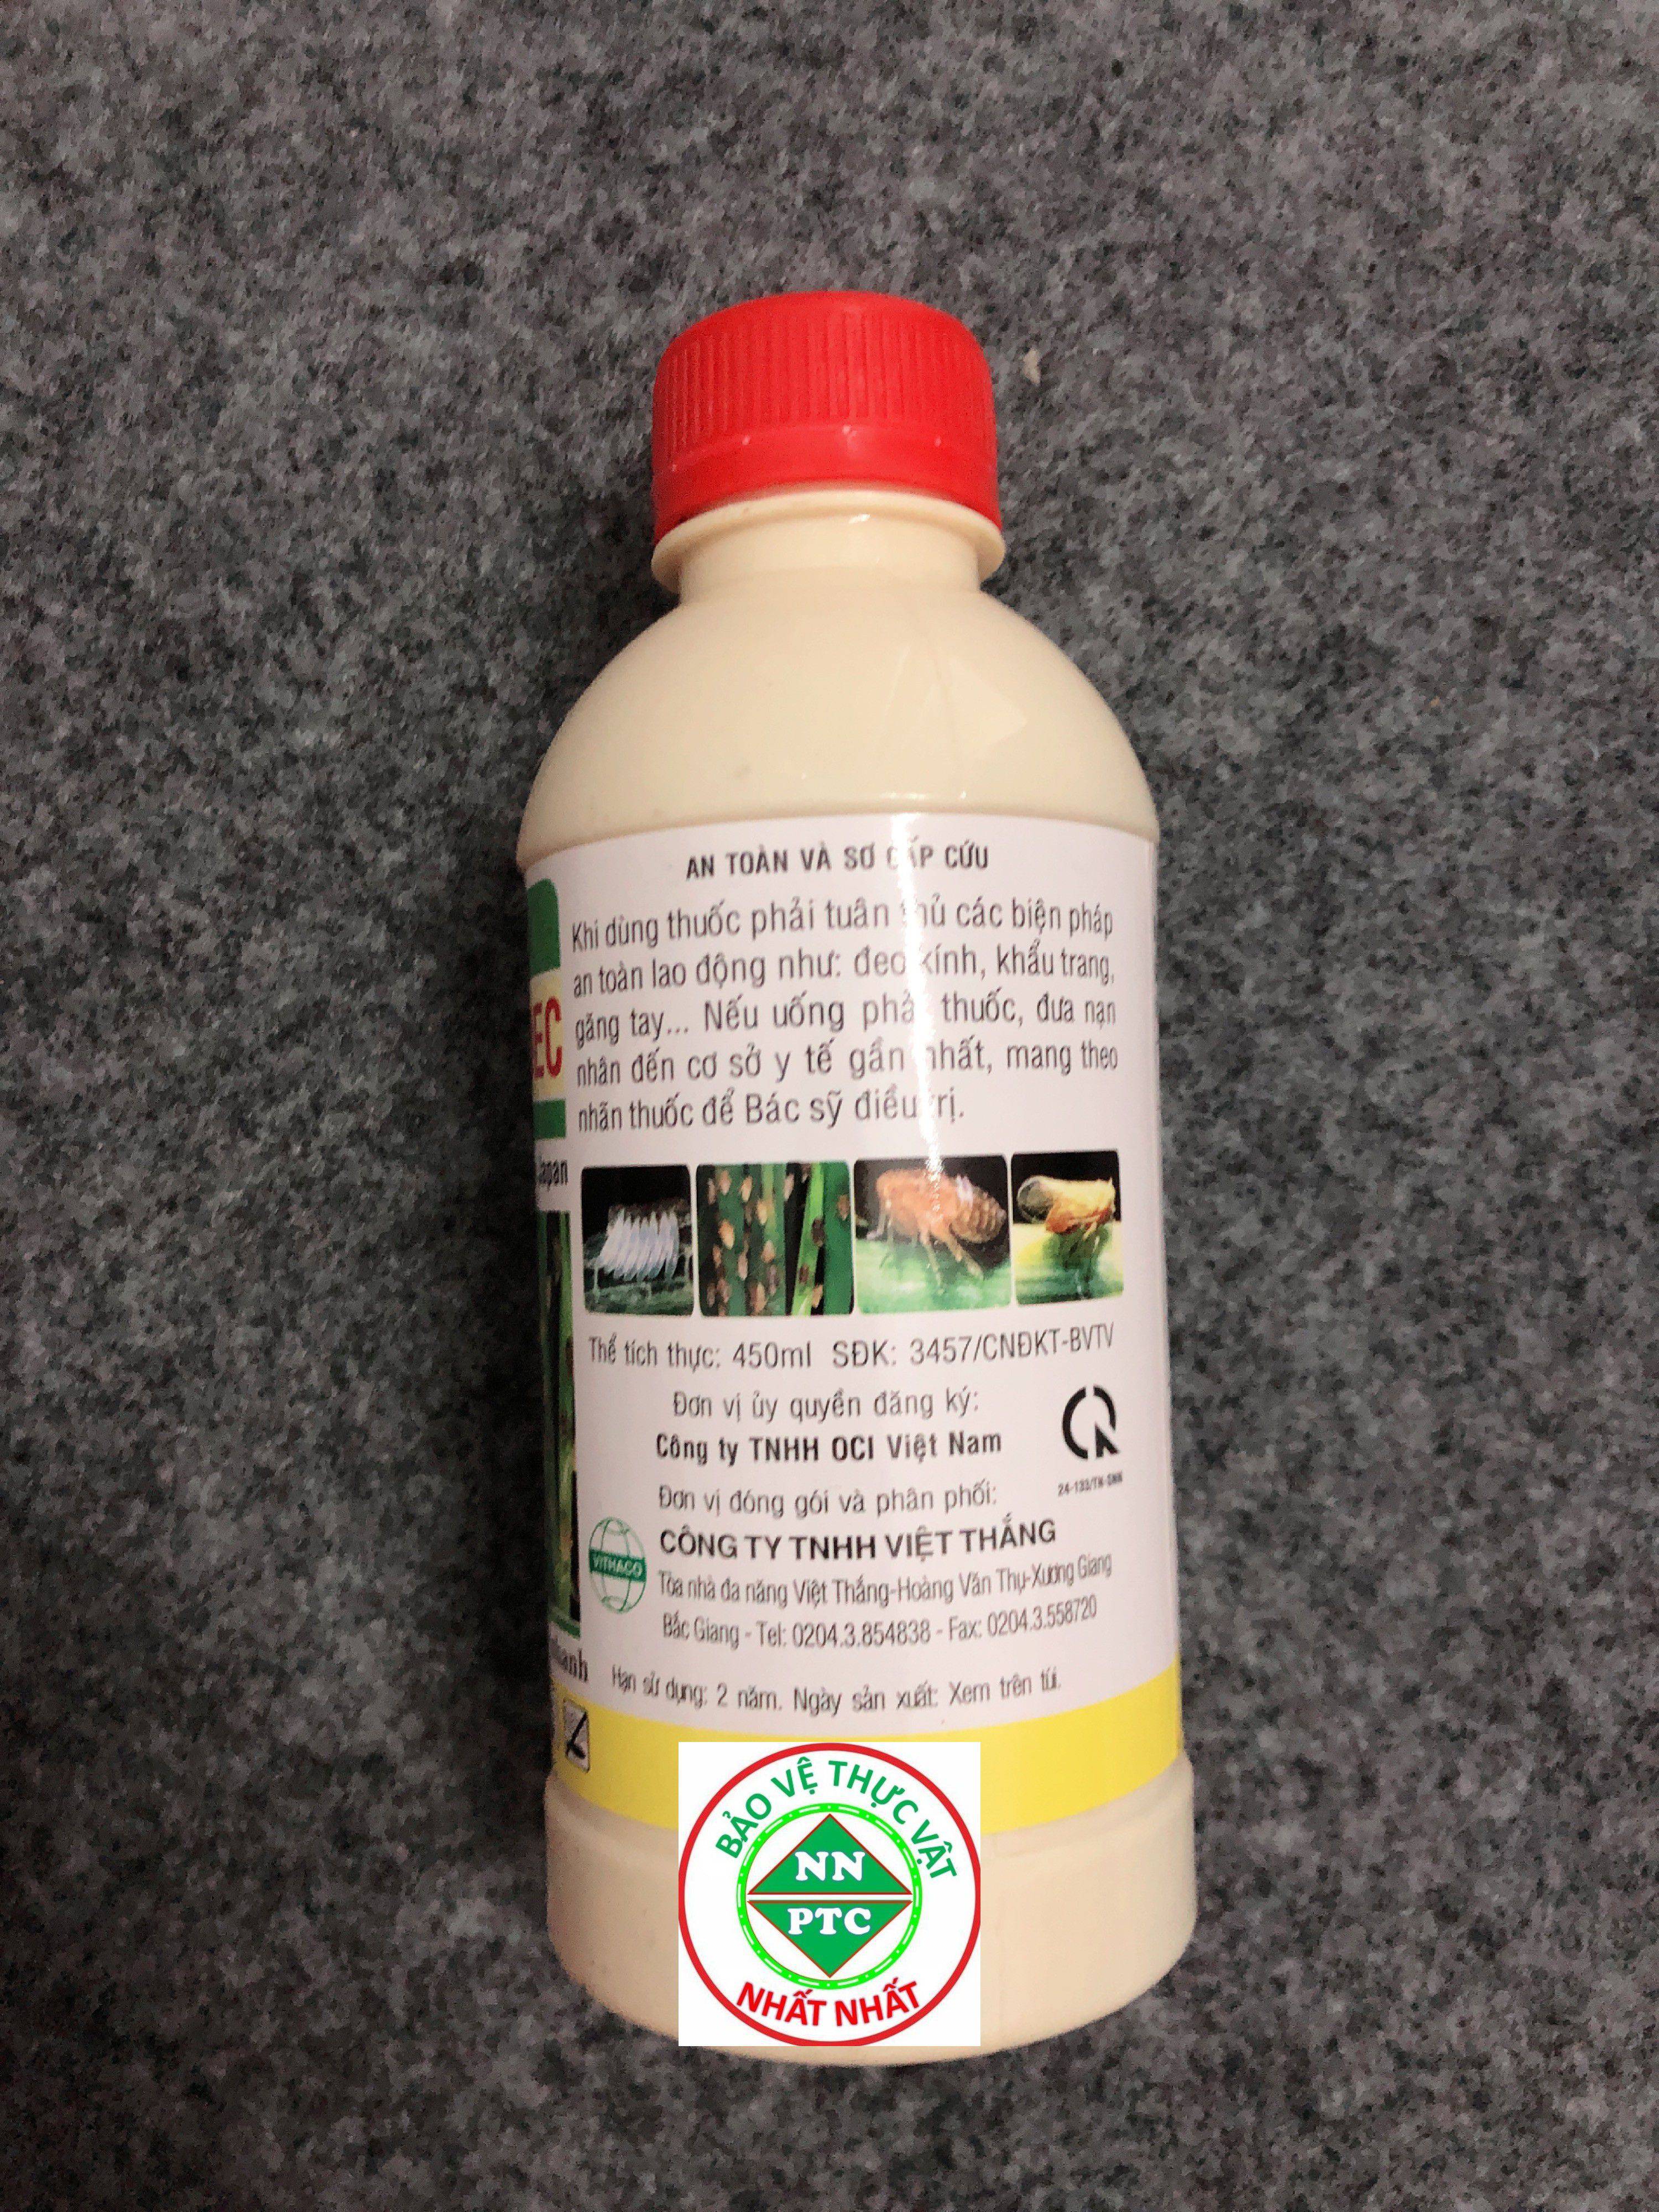 AN TOÀN VÀ SƠ CẤP CỨU
Khi dùng thuốc phải tuân thủ các biện pháp
an toàn lao động như: đeo kính, khẩu trang,
găng tay... Nếu uống phải thuốc, đưa nạn
nhân đến cơ sở y tế gần nhất, mang theo
nhãn thuốc để Bác sỹ điều trị.
EC
Japan
Thể tích thực: 450ml SĐK: 3457/CNĐKT-BVTV
Đơn vị ủy quyền đăng ký:
Công ty TNHH OCI Việt Nam
Đơn vị đóng gói và phân phối:
24-133/TN-SNN
VITHACO
CÔNG TY TNHH VIỆT THẮNG
Tòa nhà đa năng Việt Thắng-Hoàng Văn Thụ-Xương Giang
Bắc Giang - Tel: 0204.3.854838 - Fax: 0204.3.558720
Hạn sử dụng: 2 năm. Ngày sản xuất: Xem trên túi.
BẢO VỆ THỰC VẬT
NN
PTC
NHẤT NHẤT